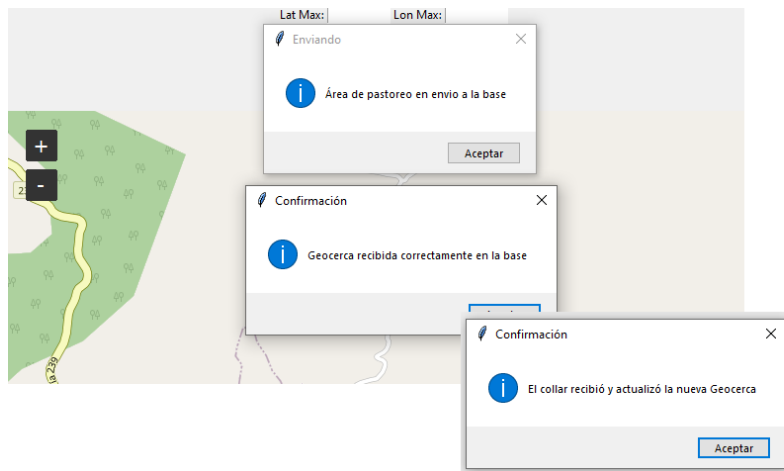 Lat Max:
Lon Max:
Enviando
Área de pastoreo en envio a la base
Aceptar
+
-
Confirmación
Geocerca recibida correctamente en la base
Confirmación
El collar recibió y actualizó la nueva Geocerca
Aceptar
239